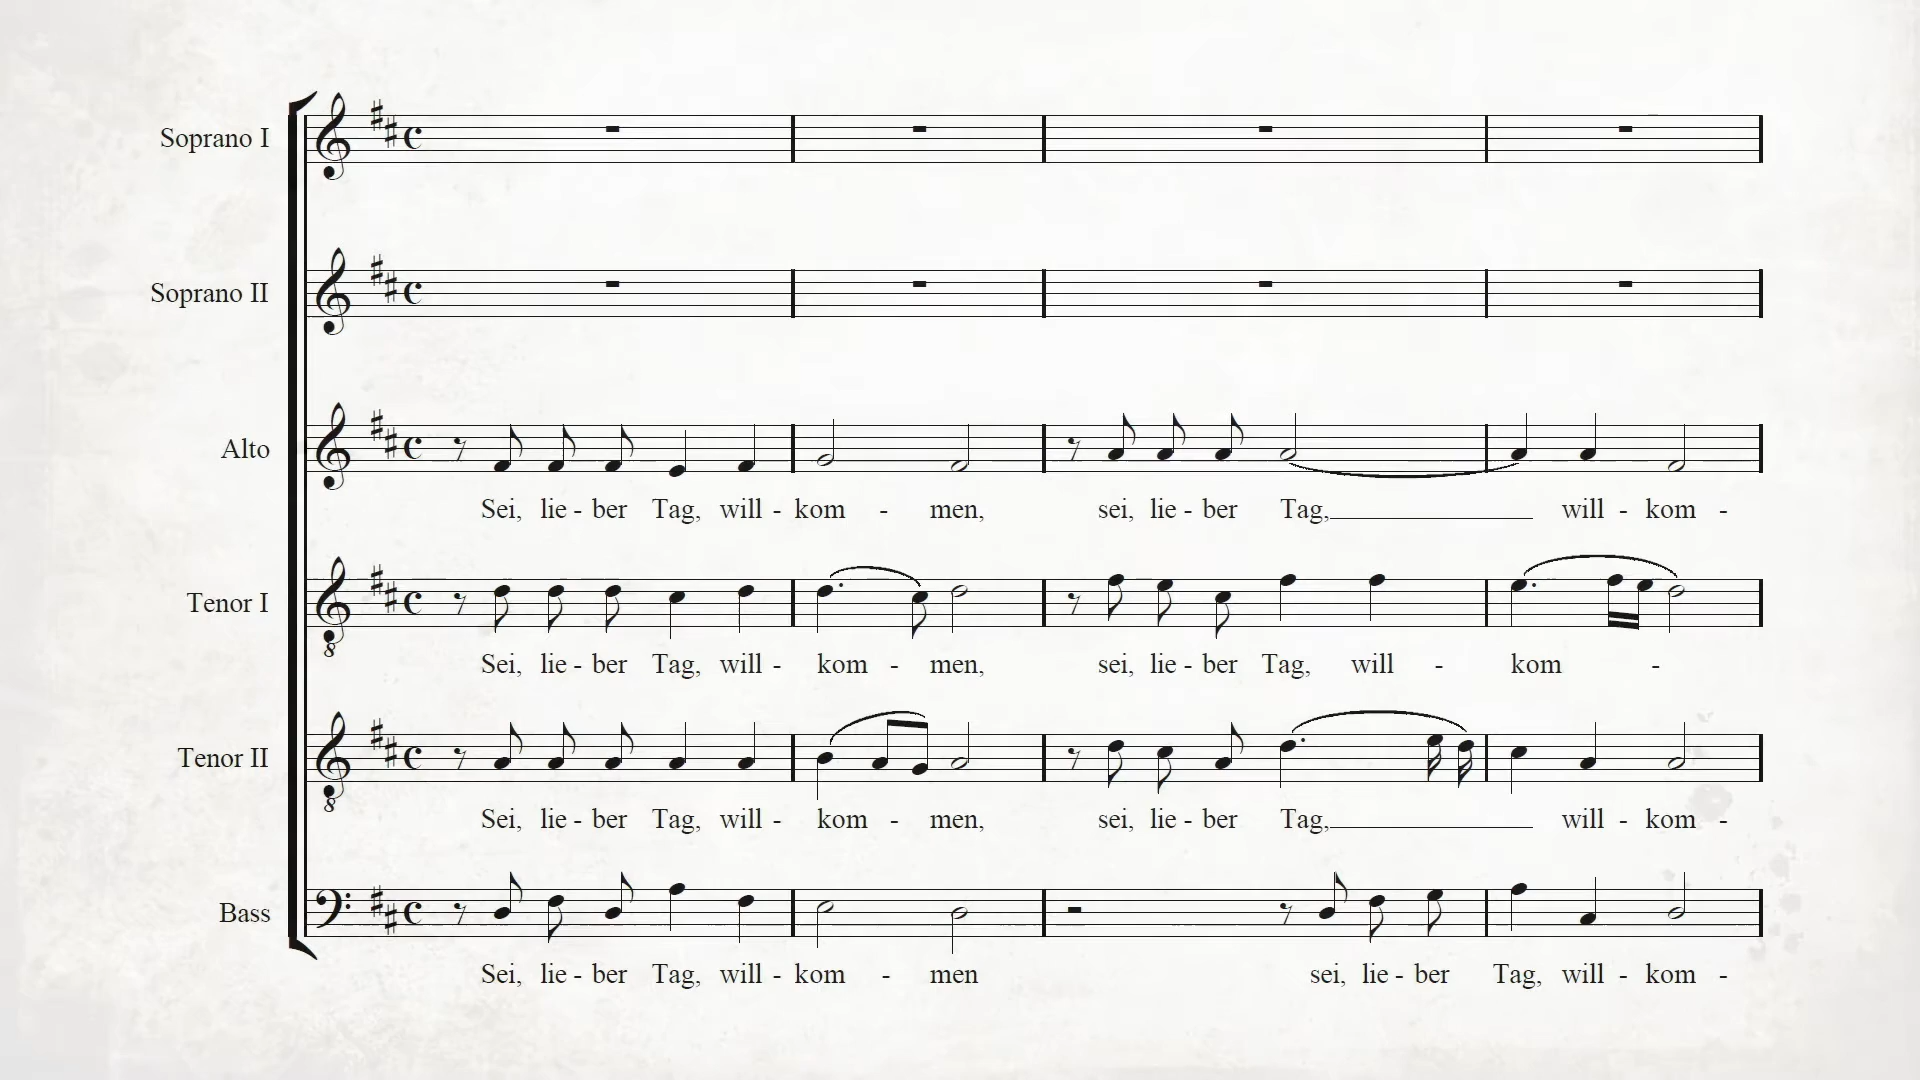 Soprano I
Soprano II
Alto
Sei, lie - ber Tag, will - kom - men, sei, lie - ber Tag, will - kom -
Tenor I
Sei, lie - ber Tag, will - kom - men, sei, lie - ber Tag, will - kom -
Tenor II
Sei, lie - ber Tag, will - kom - men, sei, lie - ber Tag, will - kom -
Bass
Sei, lie - ber Tag, will - kom - men sei, lie - ber Tag, will - kom -